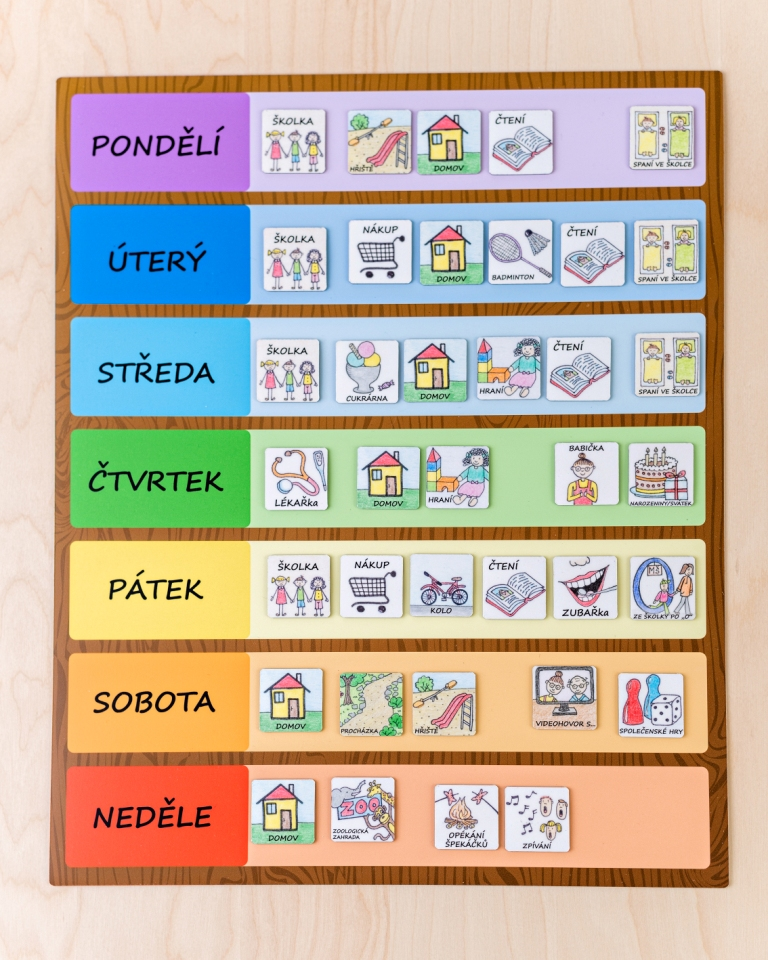 PONDĚLÍ
ŠKOLKA
HŘIŠTĚ
DOMOV
ČTENÍ
SPANÍ VE ŠKOLCE
ÚTERÝ
ŠKOLKA
NÁKUP
DOMOV
BADMINTON
ČTENÍ
SPANÍ VE ŠKOLCE
STŘEDA
ŠKOLKA
CUKRÁRNA
DOMOV
HRANÍ
ČTENÍ
SPANÍ VE ŠKOLCE
ČTVRTEK
LÉKAŘka
DOMOV
HRANÍ
BABIČKA
NAROZENINY/SVÁTEK
PÁTEK
ŠKOLKA
NÁKUP
KOLO
ČTENÍ
ZUBAŘka
M3
ZE ŠKOLKY PO „O“
SOBOTA
DOMOV
PROCHÁZKA
HŘIŠTĚ
VIDEOHOVOR S...
SPOLEČENSKÉ HRY
NEDĚLE
DOMOV
ZOO
ZOOLOGICKÁ
ZAHRADA
OPÉKÁNÍ
ŠPEKÁČKŮ
ZPÍVÁNÍ